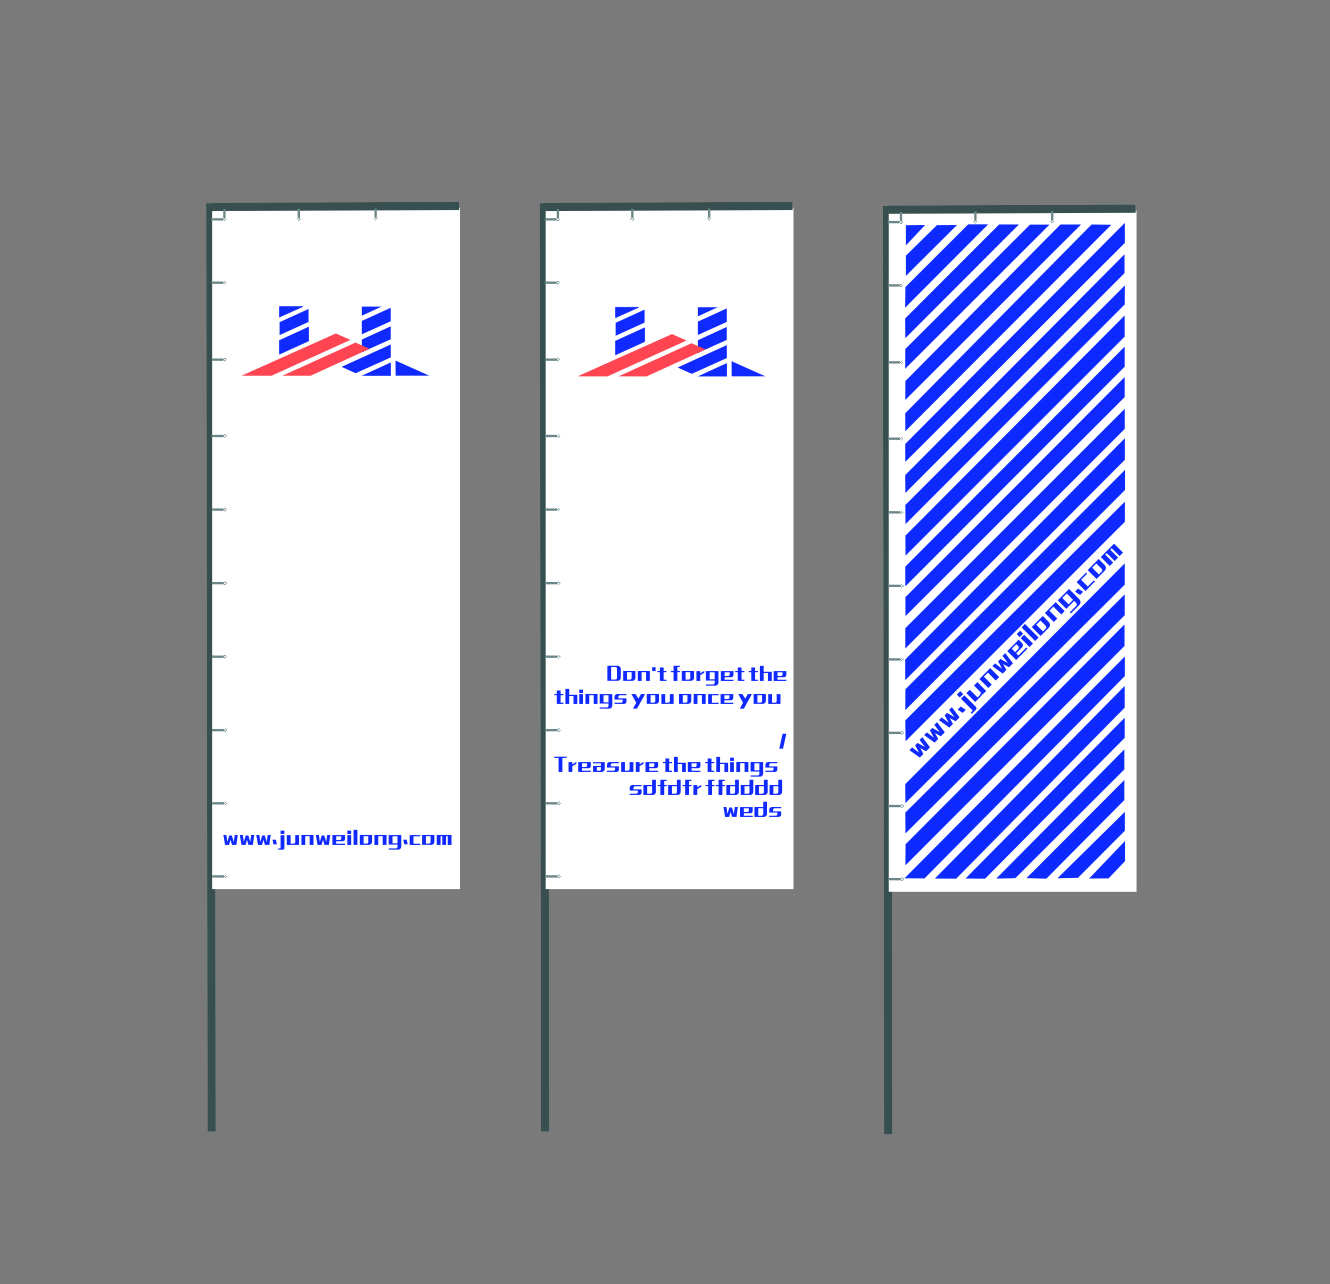 www.junweilong.com
Don't forget the
things you once you
/
Treasure the things
sdfdfr ffdddd
weds
www.junweilong.com